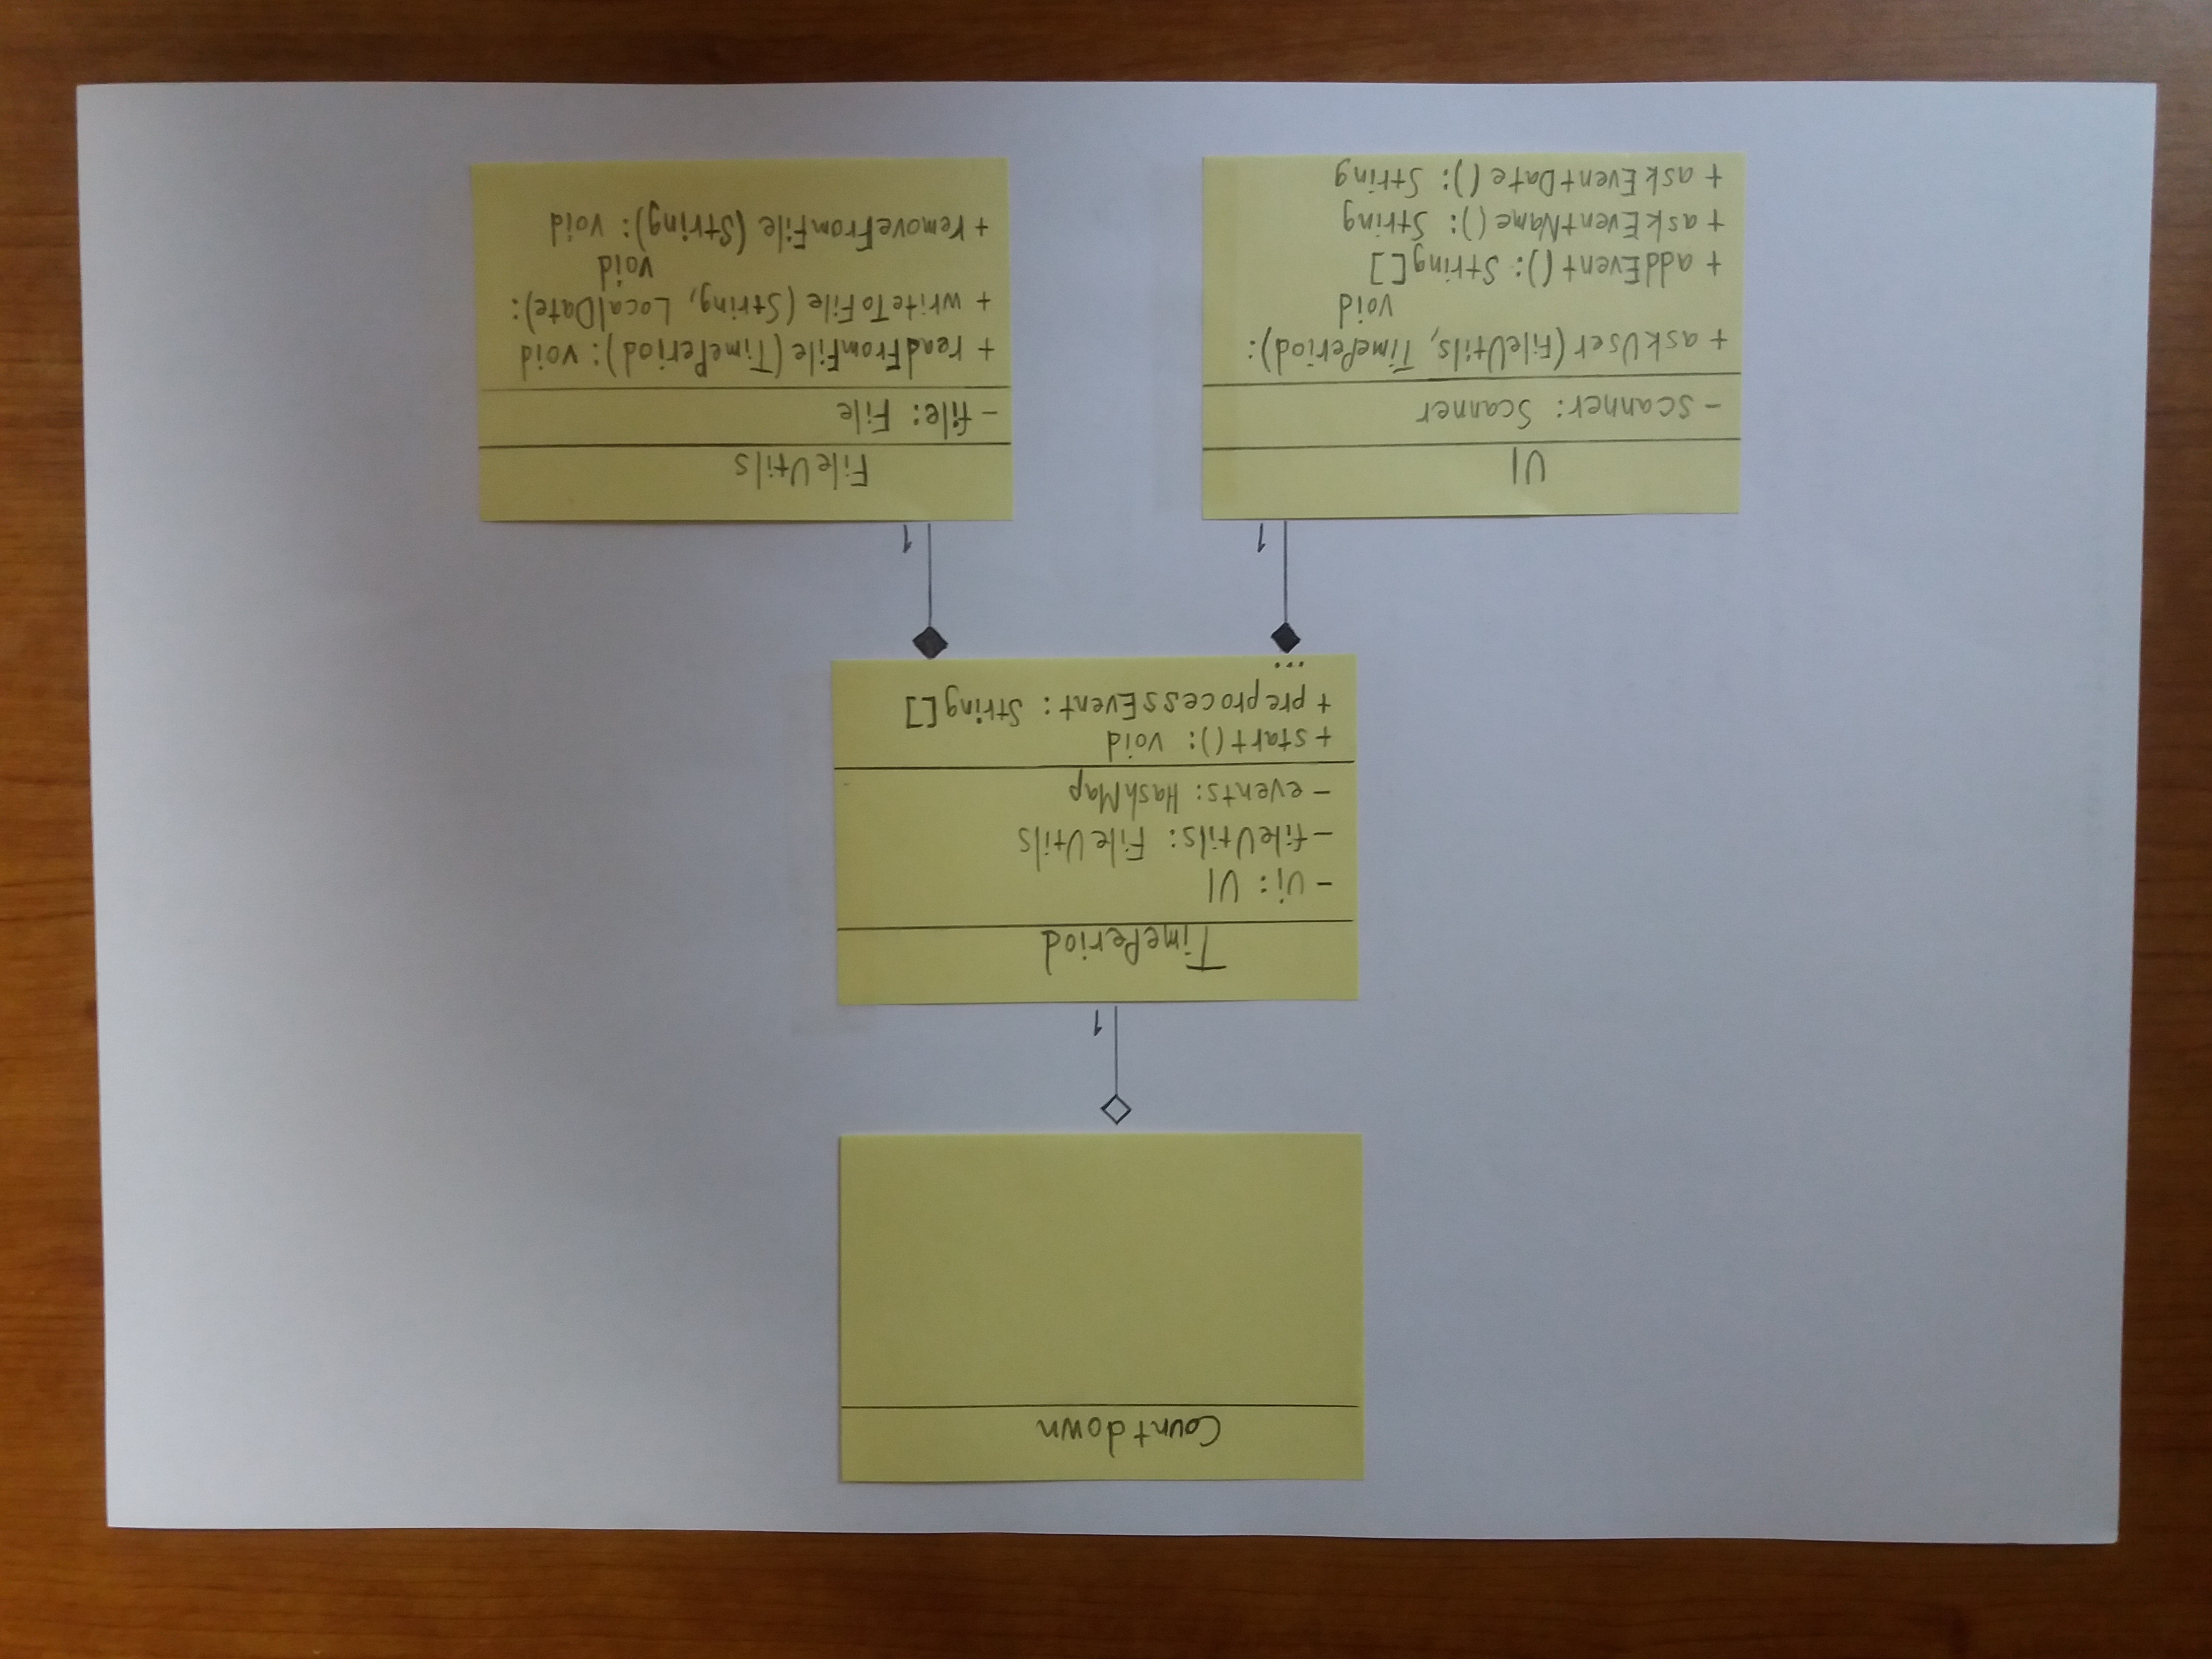 Countdown
1
TimePeriod
- ui: UI
- fileUtils: FileUtils
- events: HashMap
+ start(): void
+ preprocessEvent: String[]
...
1
1
UI
- scanner: Scanner
+ askUser(FileUtils, TimePeriod):
void
+ addEvent(): String[]
+ askEventName(): String
+ askEventDate(): String
FileUtils
- file: File
+ readFromFile(TimePeriod): void
+ writeToFile(String, LocalDate):
void
+ removeFromFile(String): void